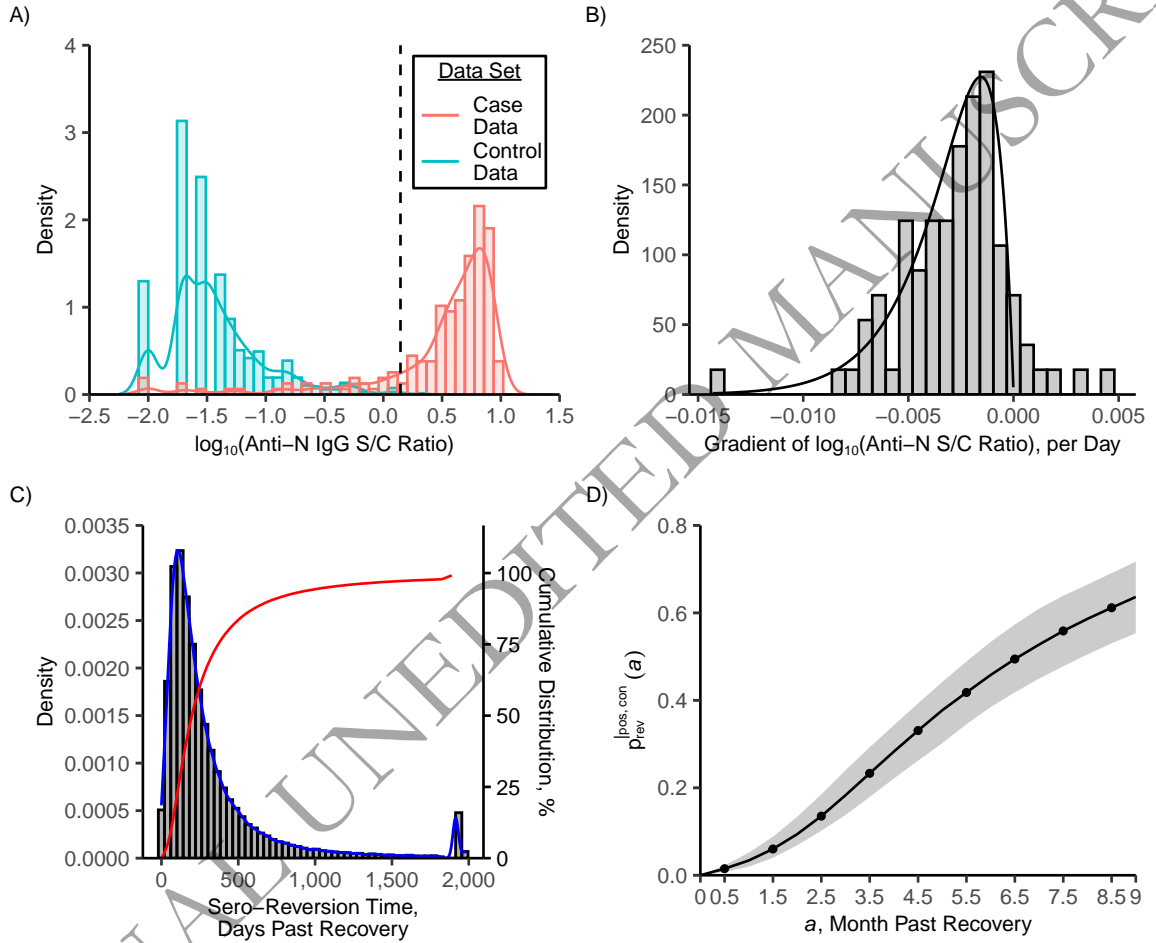 A)
4
3
2
1
0
Density
−2.5 −2.0 −1.5 −1.0 −0.5 0.0 0.5 1.0 1.5
log₁₀(Anti−N IgG S/C Ratio)
Data Set
Case
Data
Control
Data
B)
250
200
150
100
50
0
Density
−0.015 −0.010 −0.005 0.000 0.005
Gradient of log₁₀(Anti−N S/C Ratio), per Day
C)
0.0035
0.0030
0.0025
0.0020
0.0015
0.0010
0.0005
0.0000
Density
100
75
50
25
0
Cumulative Distribution, %
0 500 1,000 1,500 2,000
Sero−Reversion Time,
Days Past Recovery
D)
0.8
0.6
0.4
0.2
0.0
p_rev^|pos, con (a)
0 0.5 1.5 2.5 3.5 4.5 5.5 6.5 7.5 8.5 9
a, Month Past Recovery
UNEDITED